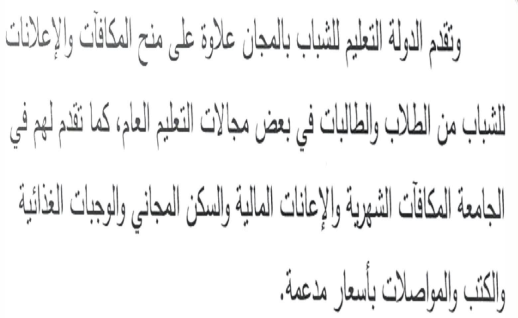 وتقدم الدولة التعليم للشباب بالمجان علاوة على منح المكافآت والإعلانات
للشباب من الطلاب والطالبات في بعض مجالات التعليم العام، كما تقدم لهم في
الجامعة المكافآت الشهرية والإعانات المالية والسكن المجاني والوجبات الغذائية
والكتب والمواصلات بأسعار مدعمة.